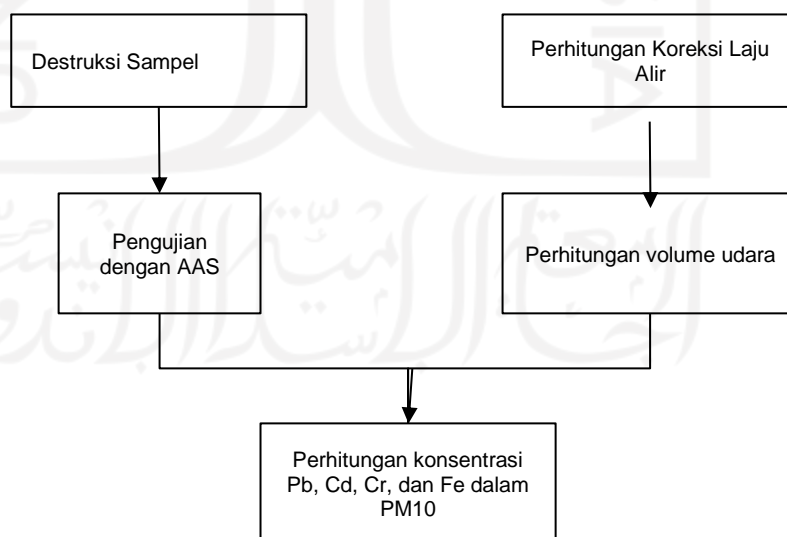 Destruksi Sampel
Perhitungan Koreksi Laju
Alir
Pengujian
dengan AAS
Perhitungan volume udara
Perhitungan konsentrasi
Pb, Cd, Cr, dan Fe dalam
PM10